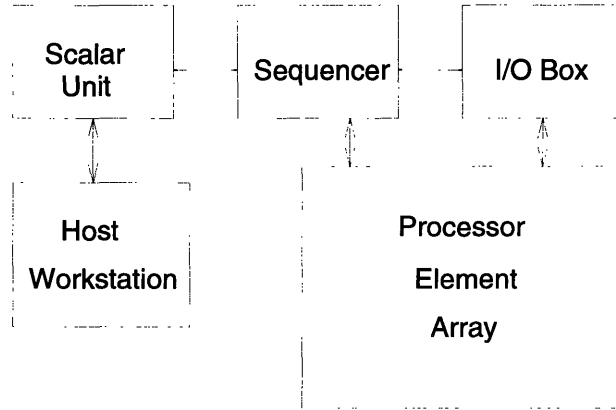 Scalar
Unit
Sequencer
I/O Box
Host
Workstation
Processor
Element
Array